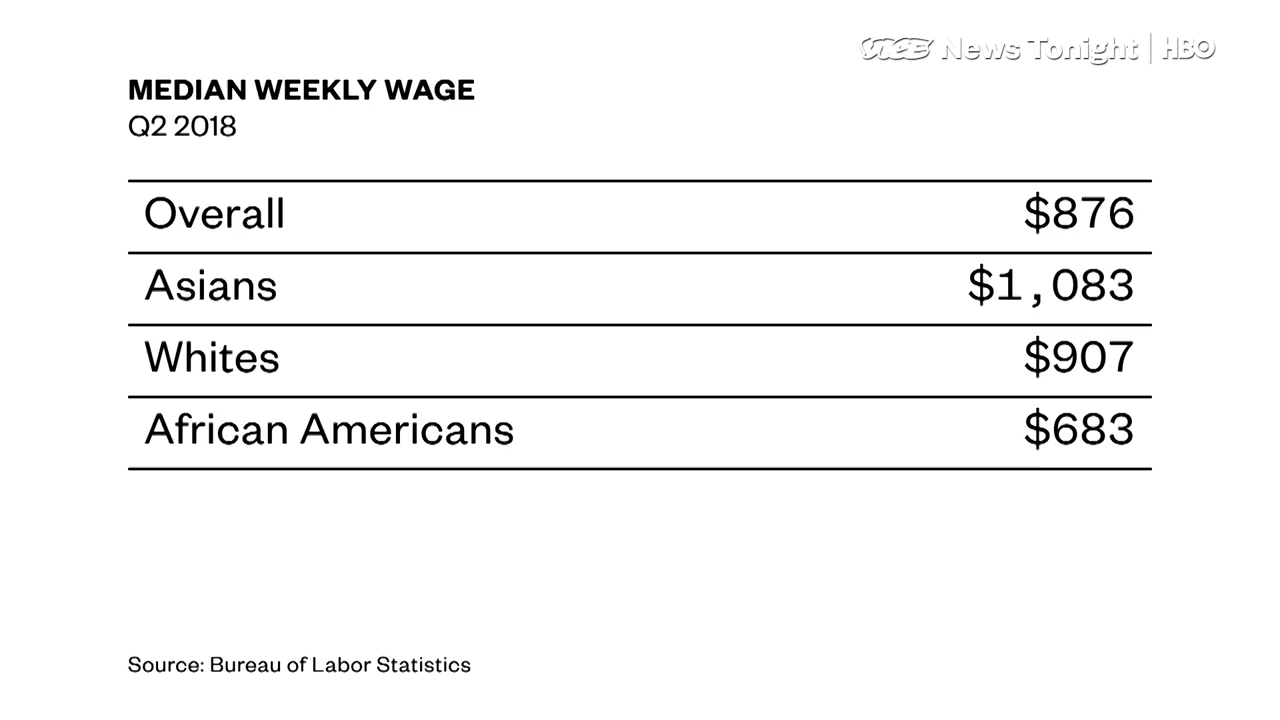 VICE News Tonight | HBO
MEDIAN WEEKLY WAGE
Q2 2018
Overall $876
Asians $1,083
Whites $907
African Americans $683
Source: Bureau of Labor Statistics